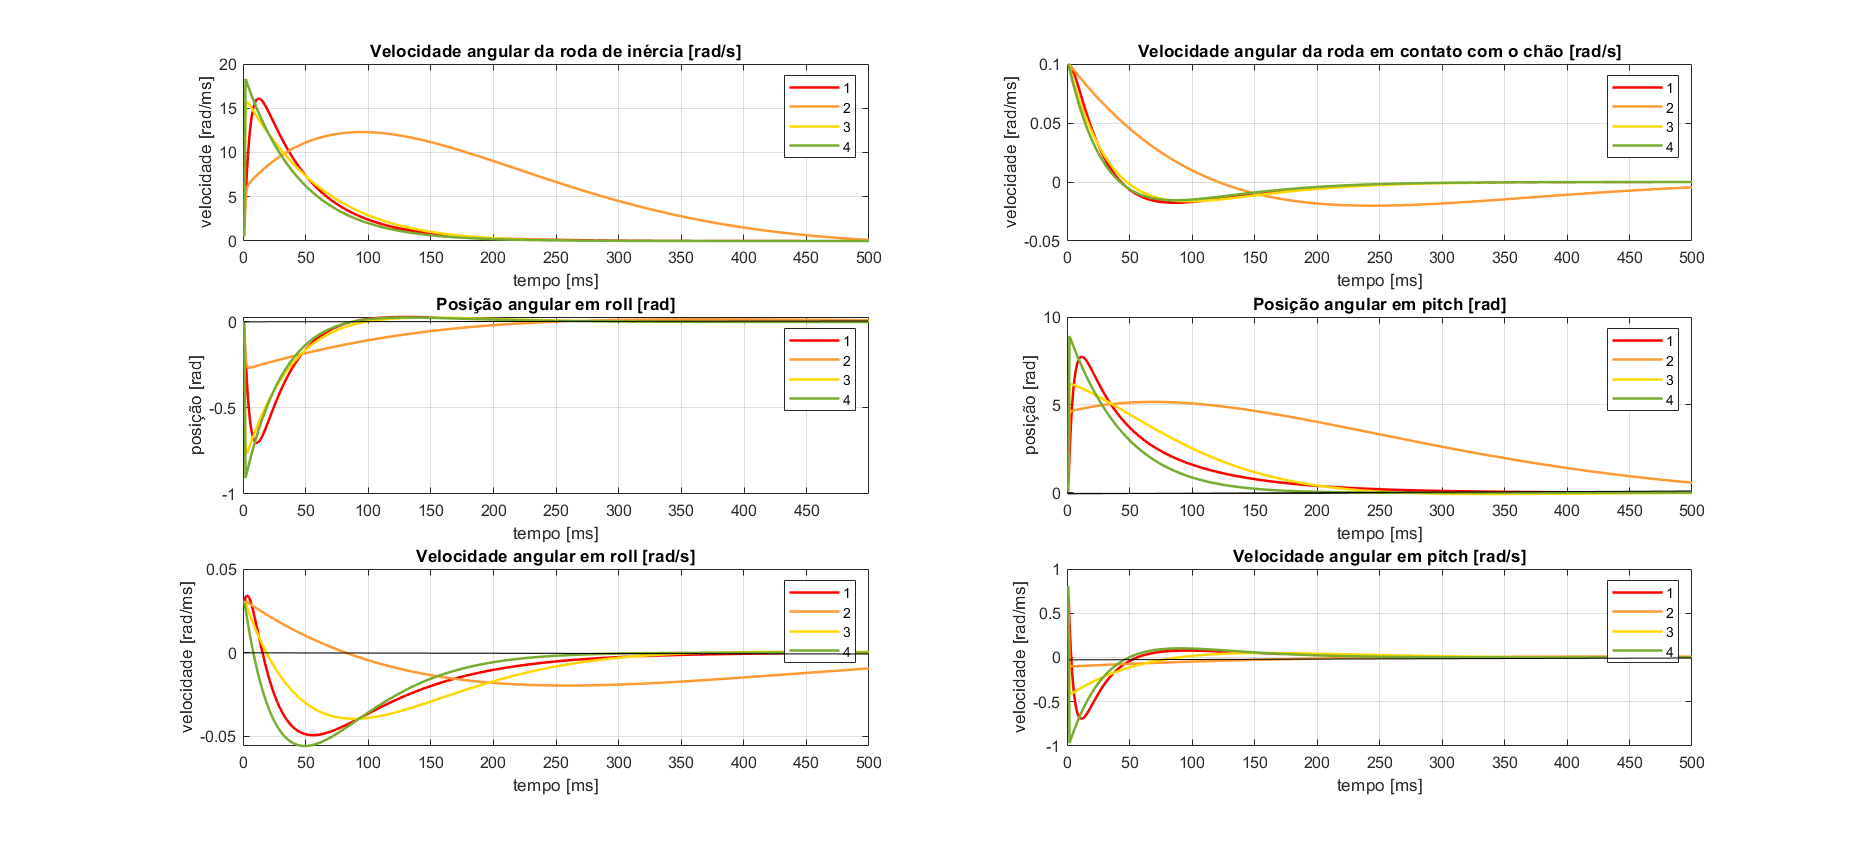 Velocidade angular da roda de inércia [rad/s]
velocidade [rad/ms]
20
15
10
5
0
0 50 100 150 200 250 300 350 400 450 500
tempo [ms]
1
2
3
4
Velocidade angular da roda em contato com o chão [rad/s]
velocidade [rad/ms]
0.1
0.05
0
-0.05
0 50 100 150 200 250 300 350 400 450 500
tempo [ms]
1
2
3
4
Posição angular em roll [rad]
posição [rad]
0
-0.5
-1
0 50 100 150 200 250 300 350 400 450
tempo [ms]
1
2
3
4
Posição angular em pitch [rad]
posição [rad]
10
5
0
0 50 100 150 200 250 300 350 400 450 500
tempo [ms]
1
2
3
4
Velocidade angular em roll [rad/s]
velocidade [rad/ms]
0.05
0
-0.05
0 50 100 150 200 250 300 350 400 450 500
tempo [ms]
1
2
3
4
Velocidade angular em pitch [rad/s]
velocidade [rad/ms]
1
0.5
0
-0.5
-1
0 50 100 150 200 250 300 350 400 450 500
tempo [ms]
1
2
3
4